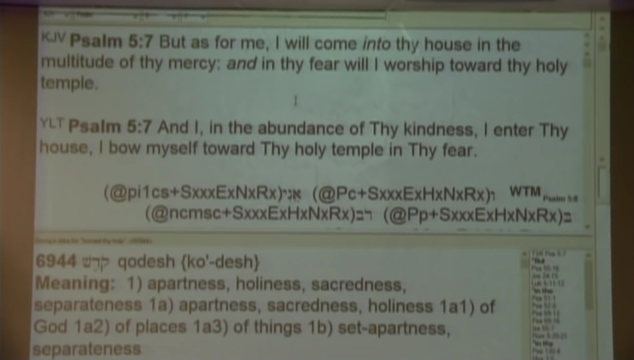 KJV Psalm 5:7 But as for me, I will come into thy house in the
multitude of thy mercy: and in thy fear will I worship toward thy holy
temple.
YLT Psalm 5:7 And I, in the abundance of Thy kindness, I enter Thy
house, I bow myself toward Thy holy temple in Thy fear.
(@pi1cs+SxxxExNxRx)אני (@Pc+SxxxExHxNxRx)ו WTM Psalm 5:8
(@ncmsc+SxxxExHxNxRx)רב (@Pp+SxxxExHxNxRx)ב
6944 קדש qodesh {ko'-desh}
Meaning: 1) apartness, holiness, sacredness,
separateness 1a) apartness, sacredness, holiness 1a1) of
God 1a2) of places 1a3) of things 1b) set-apartness,
separateness